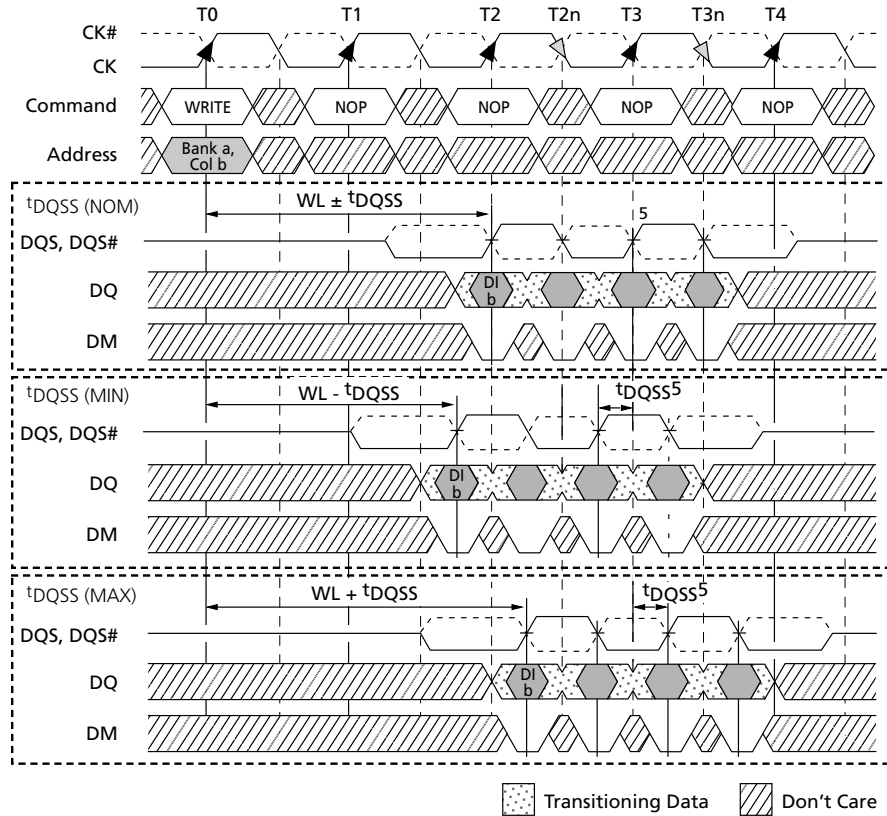 T0 T1 T2 T2n T3 T3n T4
CK#
CK
Command WRITE NOP NOP NOP NOP
Address Bank a, Col b
tDQSS (NOM) WL ± tDQSS
5
DQS, DQS#
DQ DI b
DM
tDQSS (MIN) WL - tDQSS tDQSS5
DQS, DQS#
DQ DI b
DM
tDQSS (MAX) WL + tDQSS tDQSS5
DQS, DQS#
DQ DI b
DM
Transitioning Data Don't Care